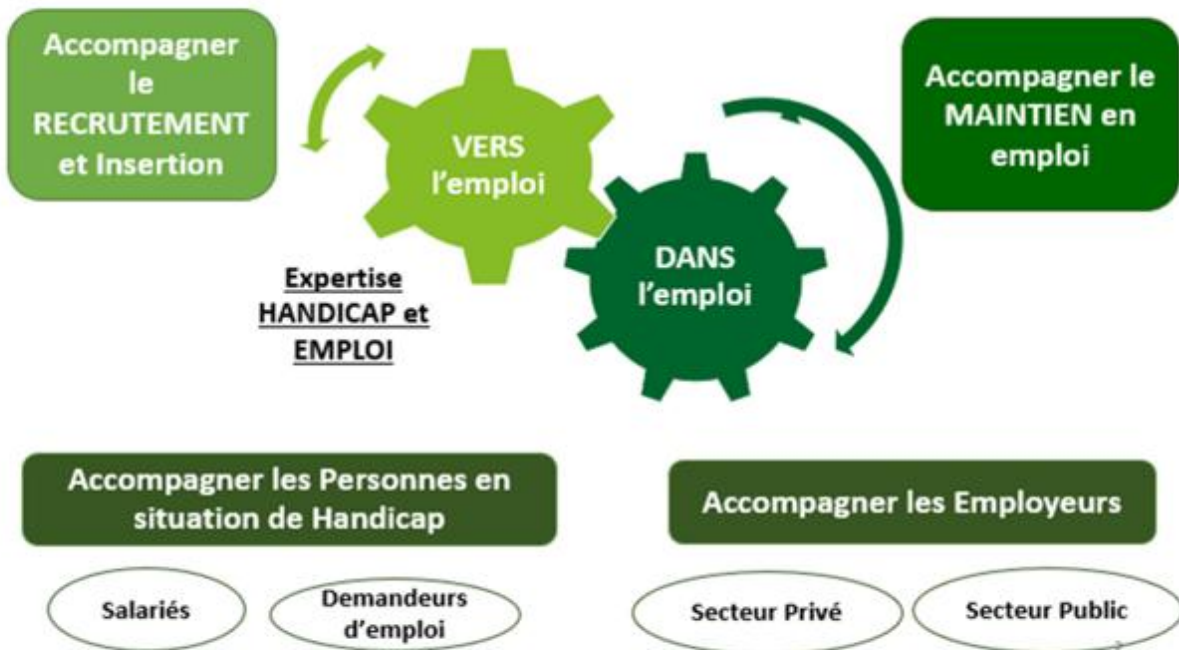 Accompagner
le
RECRUTEMENT
et Insertion
VERS
l'emploi
Accompagner le
MAINTIEN en
emploi
DANS
l'emploi
Expertise
HANDICAP et
EMPLOI
Accompagner les Personnes en
situation de Handicap
Accompagner les Employeurs
Salariés
Demandeurs
d'emploi
Secteur Privé
Secteur Public